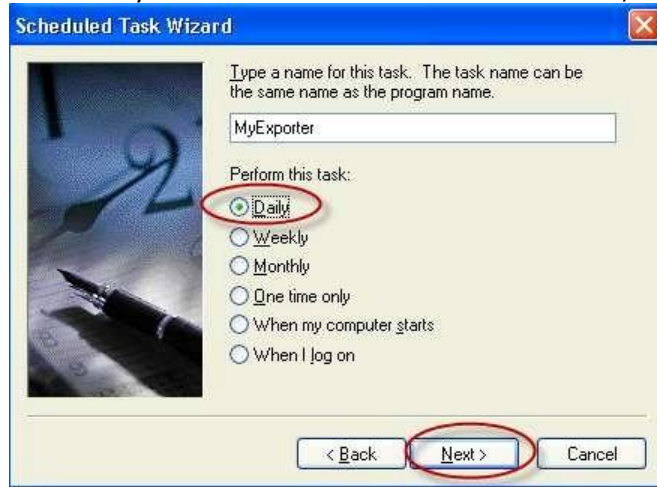 Scheduled Task Wizard
Type a name for this task. The task name can be
the same name as the program name.
MyExporter
Perform this task:
Daily
Weekly
Monthly
One time only
When my computer starts
When I log on
< Back
Next >
Cancel